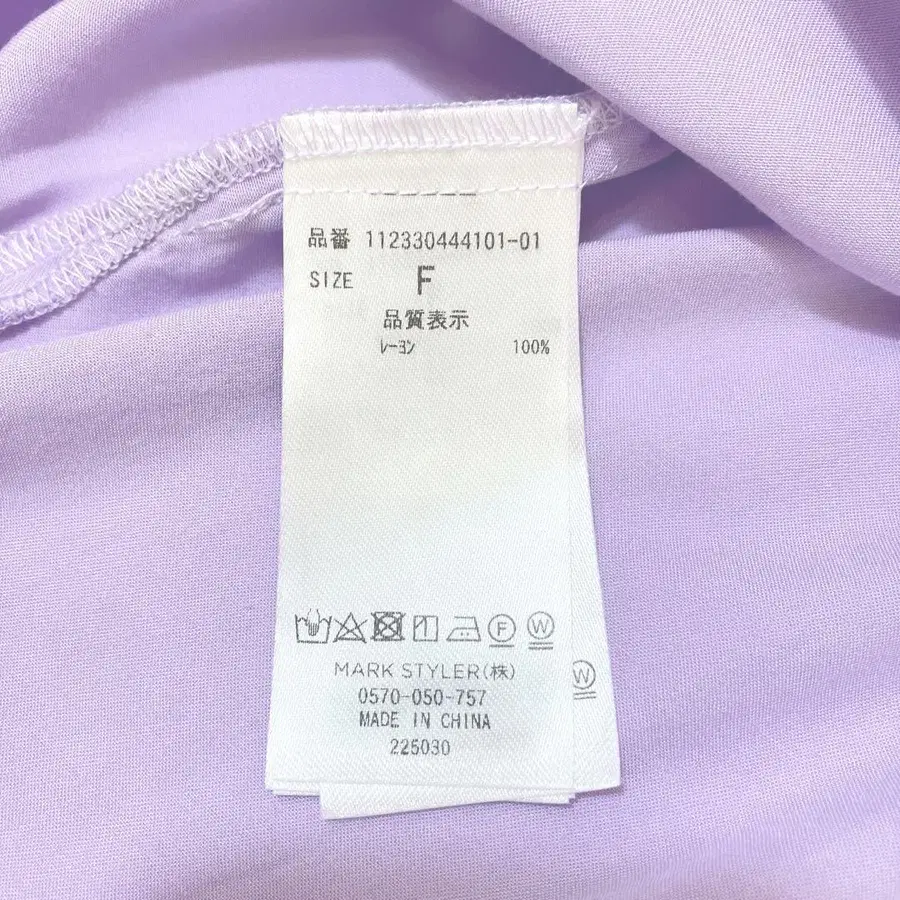 品番 112330444101-01
SIZE F
品質表示
ﾚｰﾖﾝ 100%
F W
MARK STYLER(株)
W
0570-050-757
MADE IN CHINA
225030